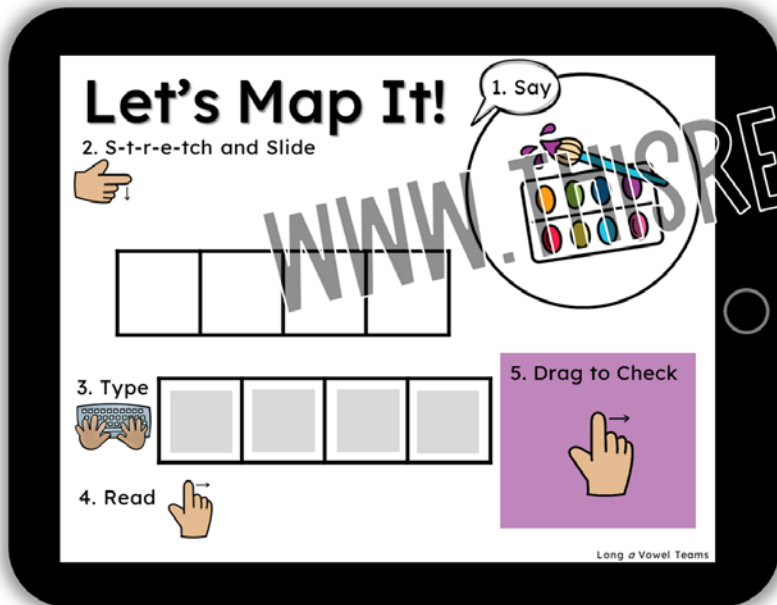 Let's Map It!
1. Say
2. S-t-r-e-tch and Slide
WWW.THISRE
3. Type
5. Drag to Check
4. Read
Long a Vowel Teams